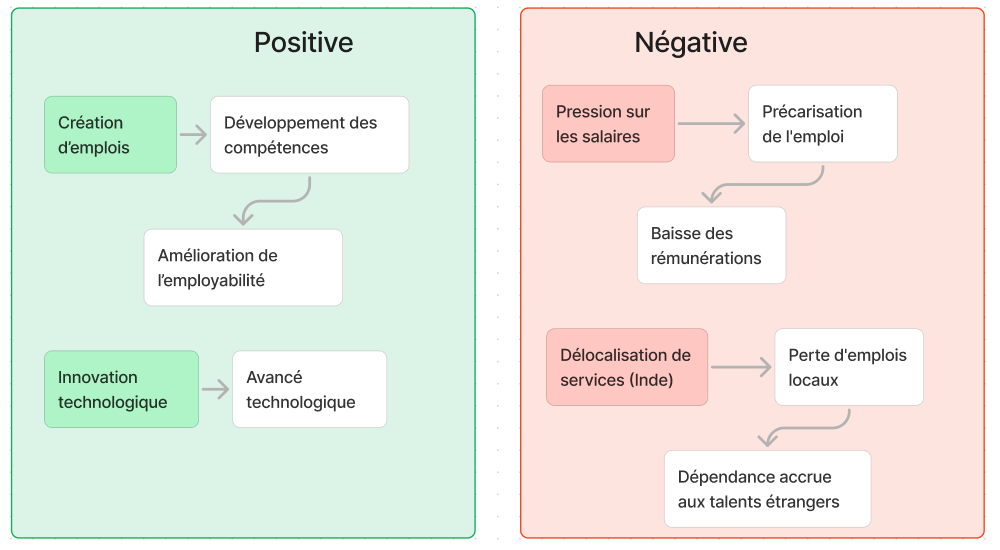 Positive
Création
d’emplois
Développement des
compétences
Amélioration de
l’employabilité
Innovation
technologique
Avancé
technologique
Négative
Pression sur
les salaires
Précarisation
de l'emploi
Baisse des
rémunérations
Délocalisation de
services (Inde)
Perte d'emplois
locaux
Dépendance accrue
aux talents étrangers